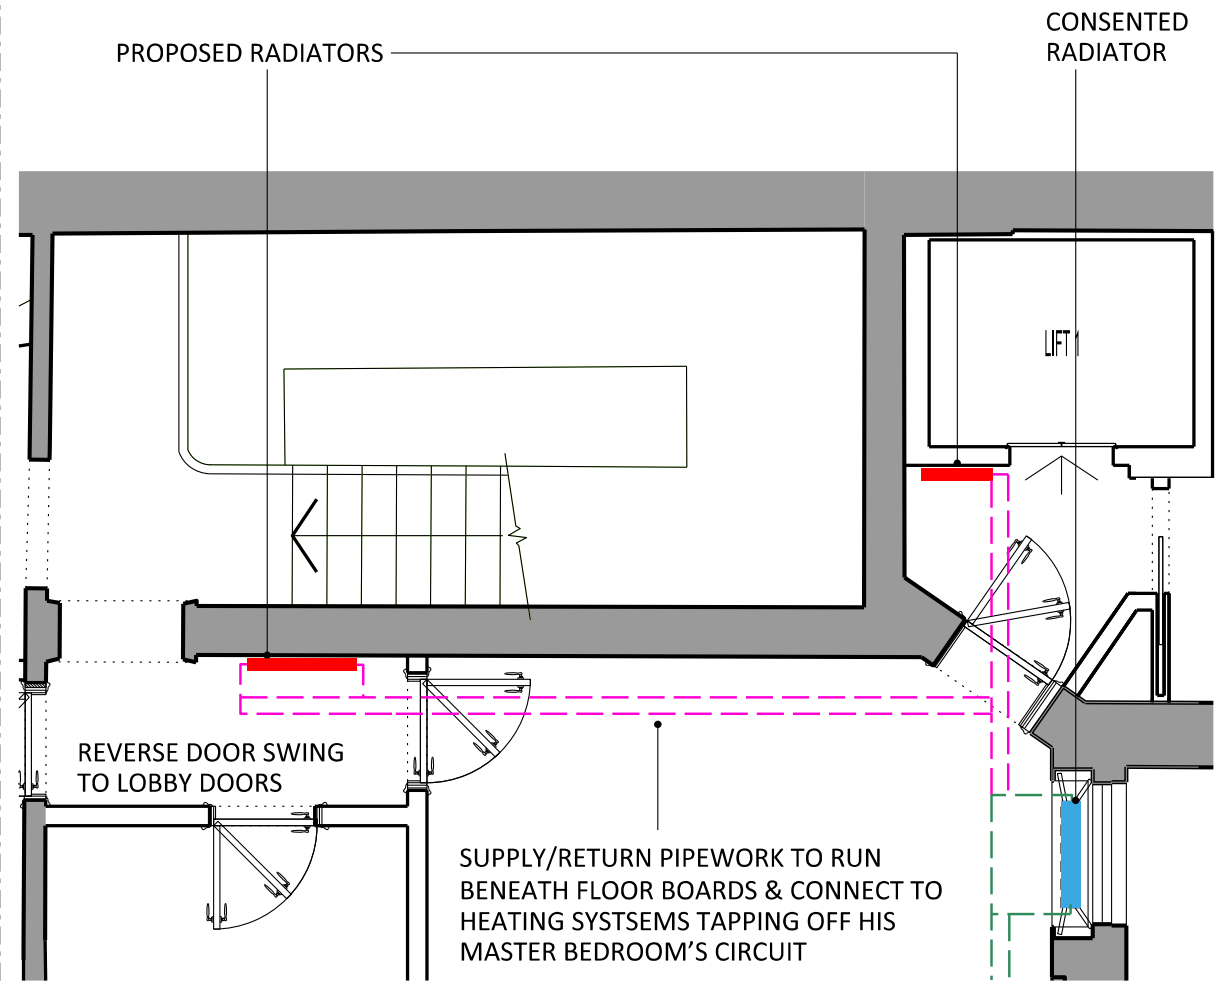 CONSENTED
RADIATOR
PROPOSED RADIATORS
LIFT 1
REVERSE DOOR SWING
TO LOBBY DOORS
SUPPLY/RETURN PIPEWORK TO RUN
BENEATH FLOOR BOARDS & CONNECT TO
HEATING SYSTSEMS TAPPING OFF HIS
MASTER BEDROOM'S CIRCUIT